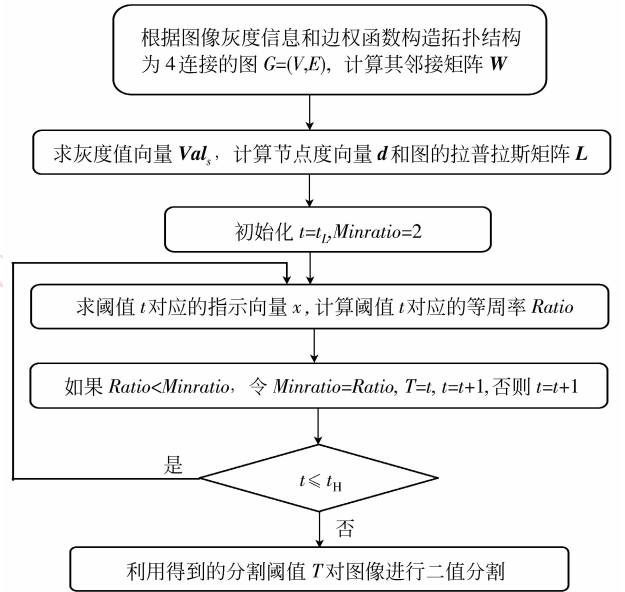 根据图像灰度信息和边权函数构造拓扑结构
为4连接的图 G=(V,E)，计算其邻接矩阵 W
求灰度值向量 Vals，计算节点度向量 d 和图的拉普拉斯矩阵 L
初始化 t=tL,Minratio=2
求阈值 t 对应的指示向量 x,计算阈值 t 对应的等周率 Ratio
如果 Ratio<Minratio，令 Minratio=Ratio, T=t, t=t+1,否则 t=t+1
是
t≤tH
否
利用得到的分割阈值 T 对图像进行二值分割